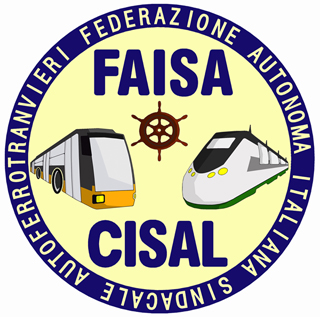 FEDERAZIONE AUTONOMA ITALIANA SINDACALE AUTOFERROTRANVIERI
FAISA
CISAL